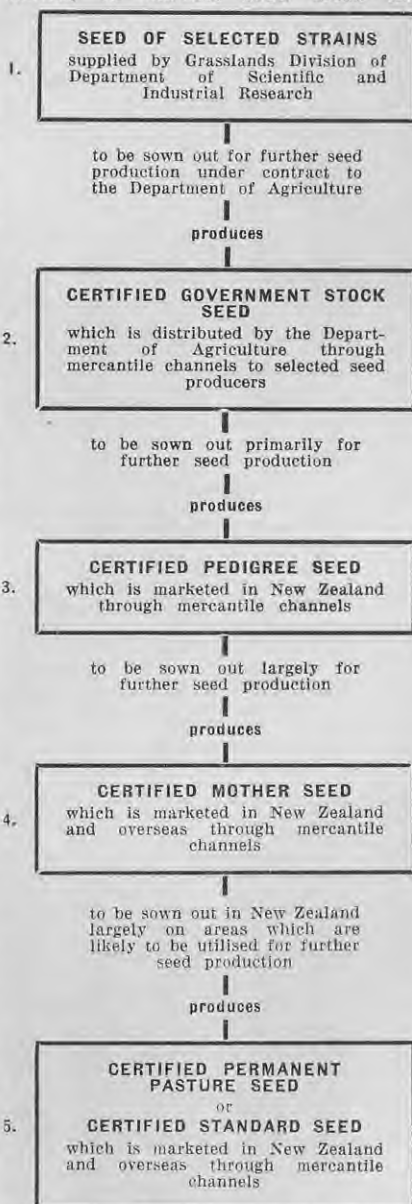 SEED OF SELECTED STRAINS
1.
supplied by Grasslands Division of
Department of Scientific and
Industrial Research
to be sown out for further seed
production under contract to
the Department of Agriculture
produces
CERTIFIED GOVERNMENT STOCK
SEED
2.
which is distributed by the Depart-
ment of Agriculture through
mercantile channels to selected seed
producers
to be sown out primarily for
further seed production
produces
CERTIFIED PEDIGREE SEED
3.
which is marketed in New Zealand
through mercantile channels
to be sown out largely for
further seed production
produces
CERTIFIED MOTHER SEED
4.
which is marketed in New Zealand
and overseas through mercantile
channels
to be sown out in New Zealand
largely on areas which are
likely to be utilised for further
seed production
produces
CERTIFIED PERMANENT
PASTURE SEED
or
5.
CERTIFIED STANDARD SEED
which is marketed in New Zealand
and overseas through mercantile
channels